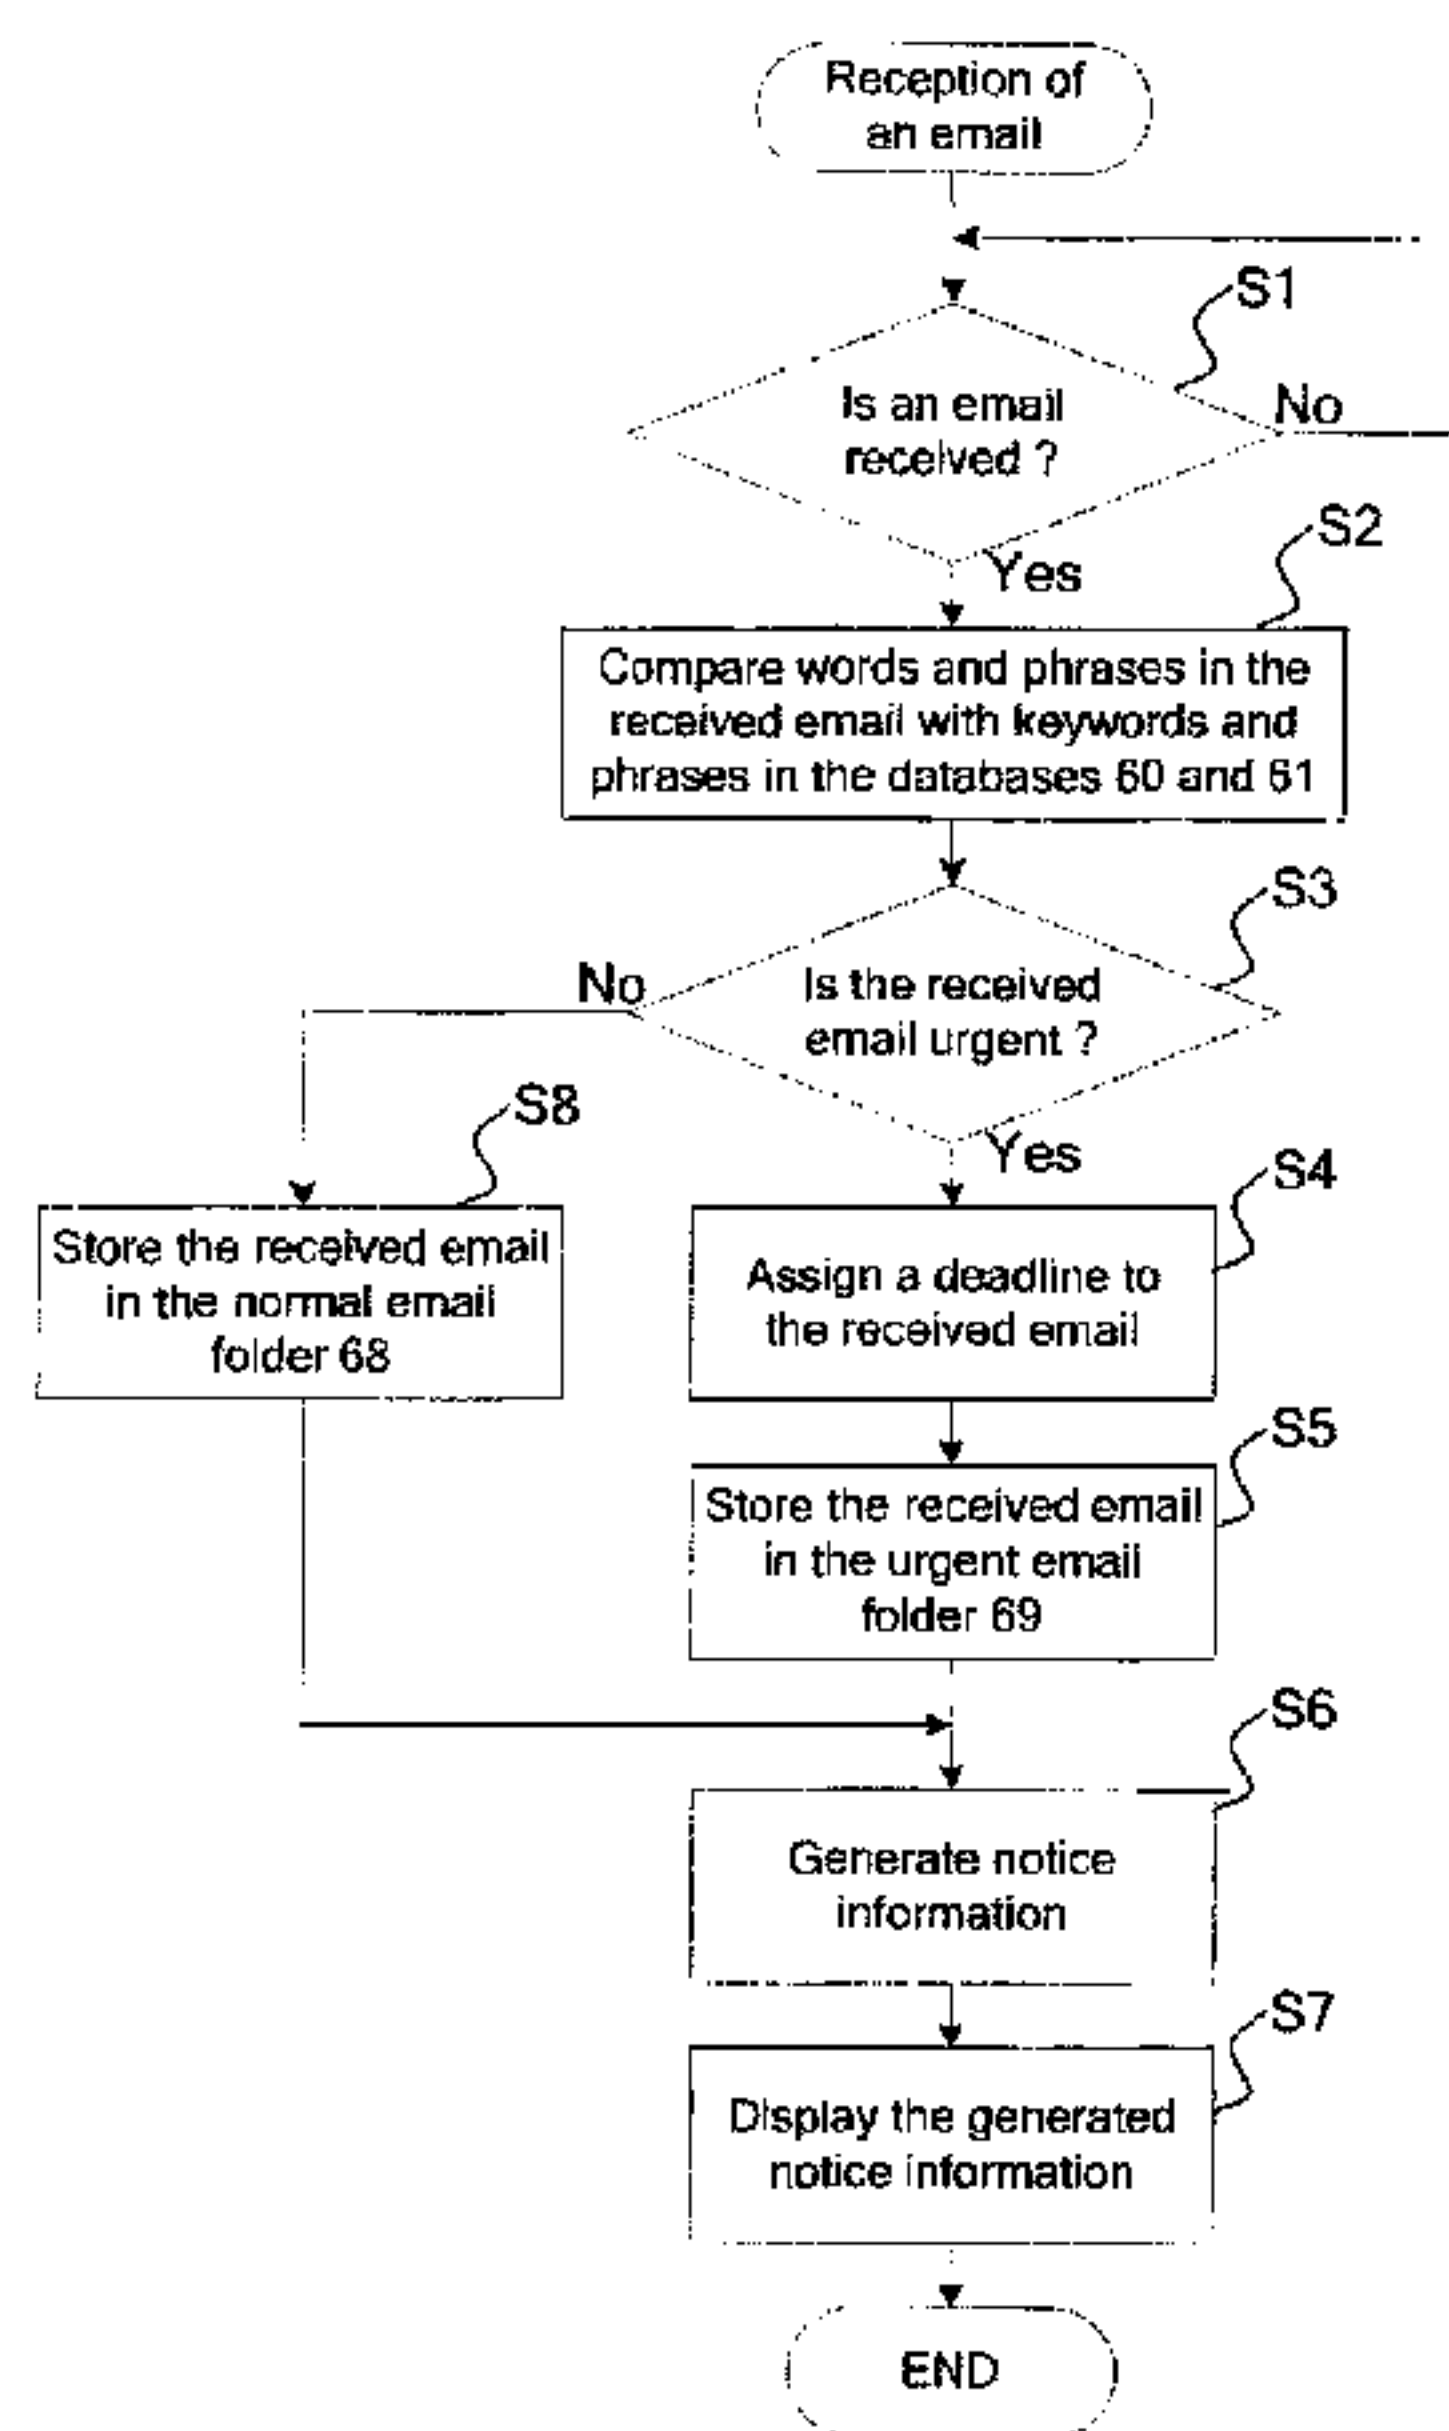 Reception of
an email
S1
Is an email
received ?
No
Yes
S2
Compare words and phrases in the
received email with keywords and
phrases in the databases 60 and 61
S3
Is the received
email urgent ?
No
Yes
S8
Store the received email
in the normal email
folder 68
S4
Assign a deadline to
the received email
S5
Store the received email
in the urgent email
folder 69
S6
Generate notice
information
S7
Display the generated
notice information
END